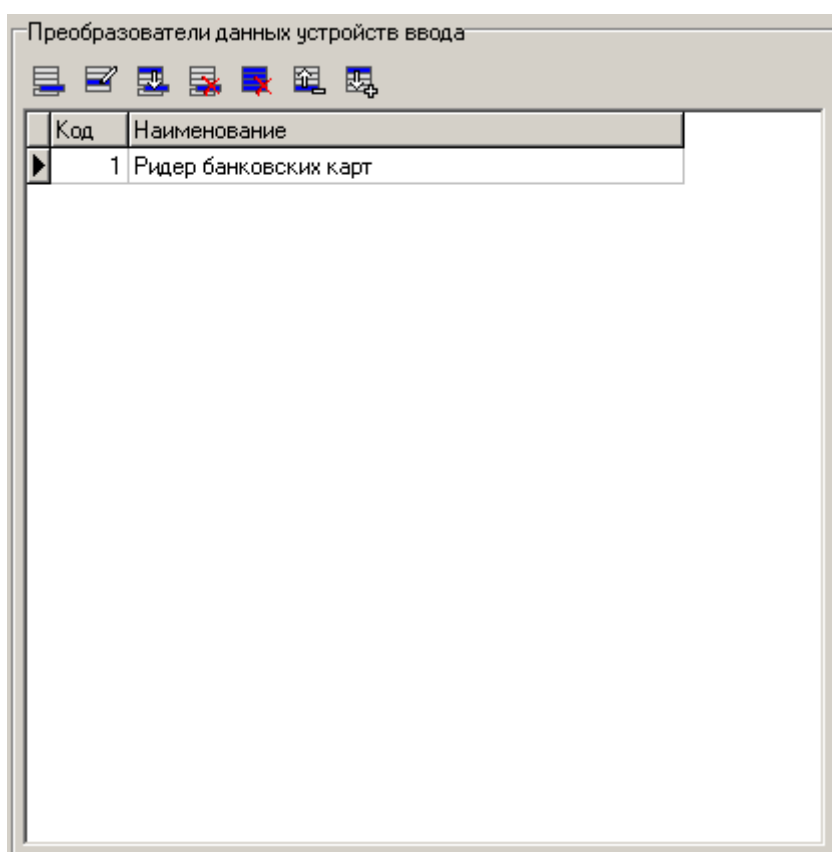 Преобразователи данных устройств ввода
Код Наименование
1 Ридер банковских карт